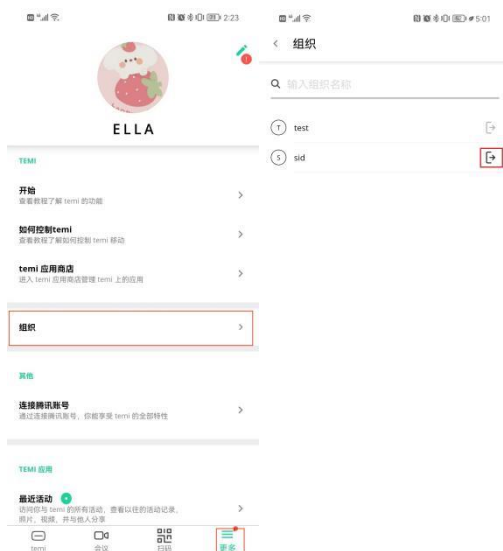 2:23
ELLA
TEMI
开始
查看教程了解 temi 的功能
如何控制temi
查看教程了解如何控制 temi 移动
temi 应用商店
进入 temi 应用商店管理 temi 上的应用
组织
其他
连接腾讯账号
通过连接腾讯账号，你能享受 temi 的全部特性
TEMI 应用
最近活动
访问你与 temi 的所有活动，查看以往的活动记录、
照片、视频，并与他人分享
temi
会议
扫码
更多
5:01
组织
输入组织名称
T test
S sid